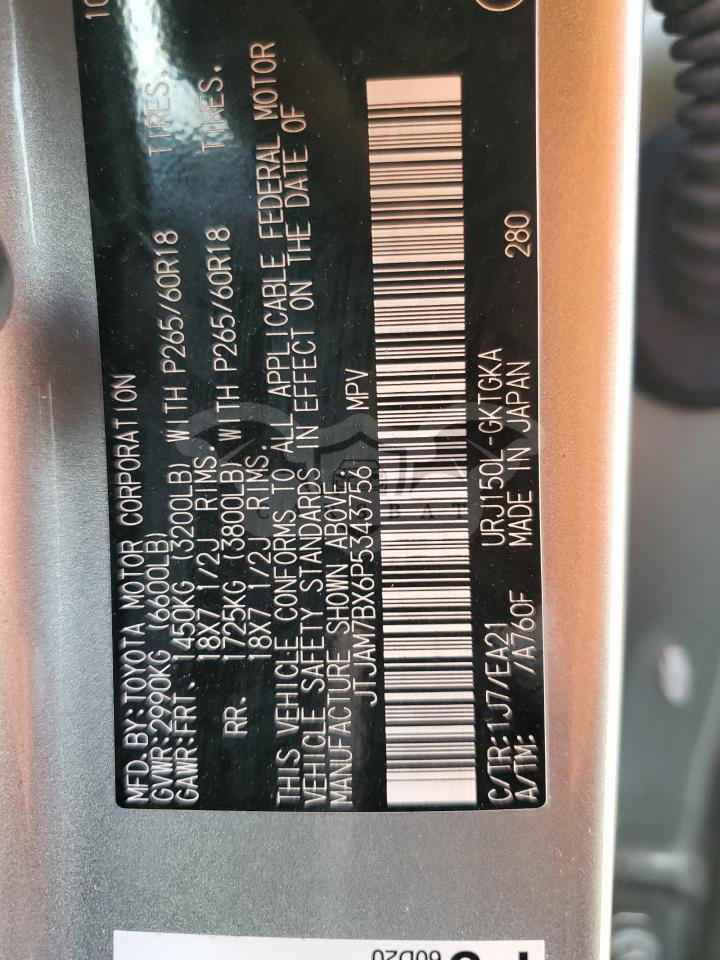 MFD. BY: TOYOTA MOTOR CORPORATION 10
GVWR: 2990KG (6600LB)
GAWR: FRT. 1450KG (3200LB) WITH P265/60R18 TIRES,
18X7 1/2J RIMS.
RR. 1725KG (3800LB) WITH P265/60R18 TIRES.
18X7 1/2J RIMS.
THIS VEHICLE CONFORMS TO ALL APPLICABLE FEDERAL MOTOR
VEHICLE SAFETY STANDARDS IN EFFECT ON THE DATE OF
MANUFACTURE SHOWN ABOVE.
JTJAM7BX6P5343756 MPV
C/TR: 1J7/EA21 URJ150L-GKTGKA
A/TM: /A760F MADE IN JAPAN 280
60D20